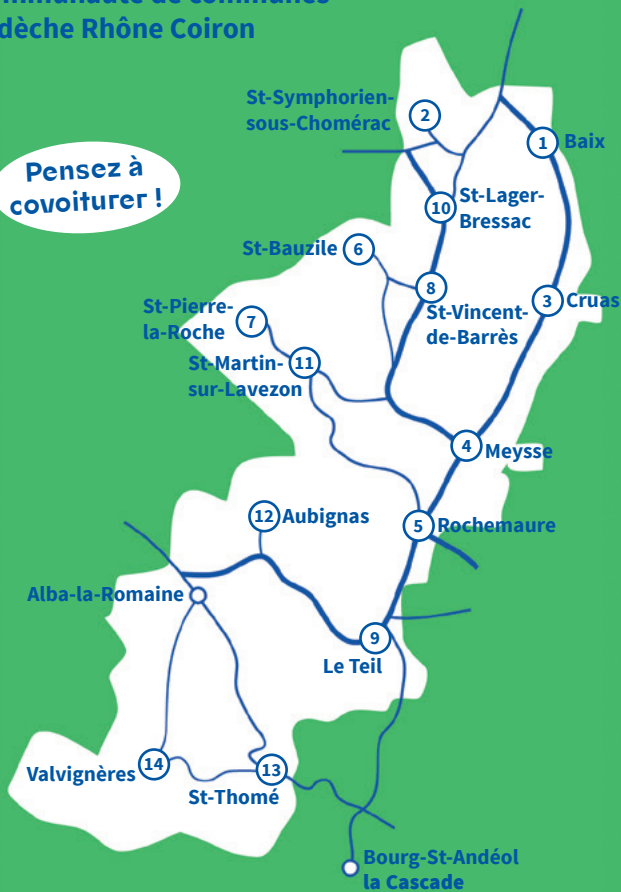 dèche Rhône Coiron
Pensez à
covoiturer !
St-Symphorien-
sous-Chomérac
2
1
Baix
10
St-Lager-
Bressac
St-Bauzile
6
8
St-Vincent-
de-Barrès
3
Cruas
St-Pierre-
la-Roche
7
St-Martin-
sur-Lavezon
11
4
Meysse
12
Aubignas
5
Rochemaure
Alba-la-Romaine
9
Le Teil
Valvignères
14
13
St-Thomé
Bourg-St-Andéol
la Cascade